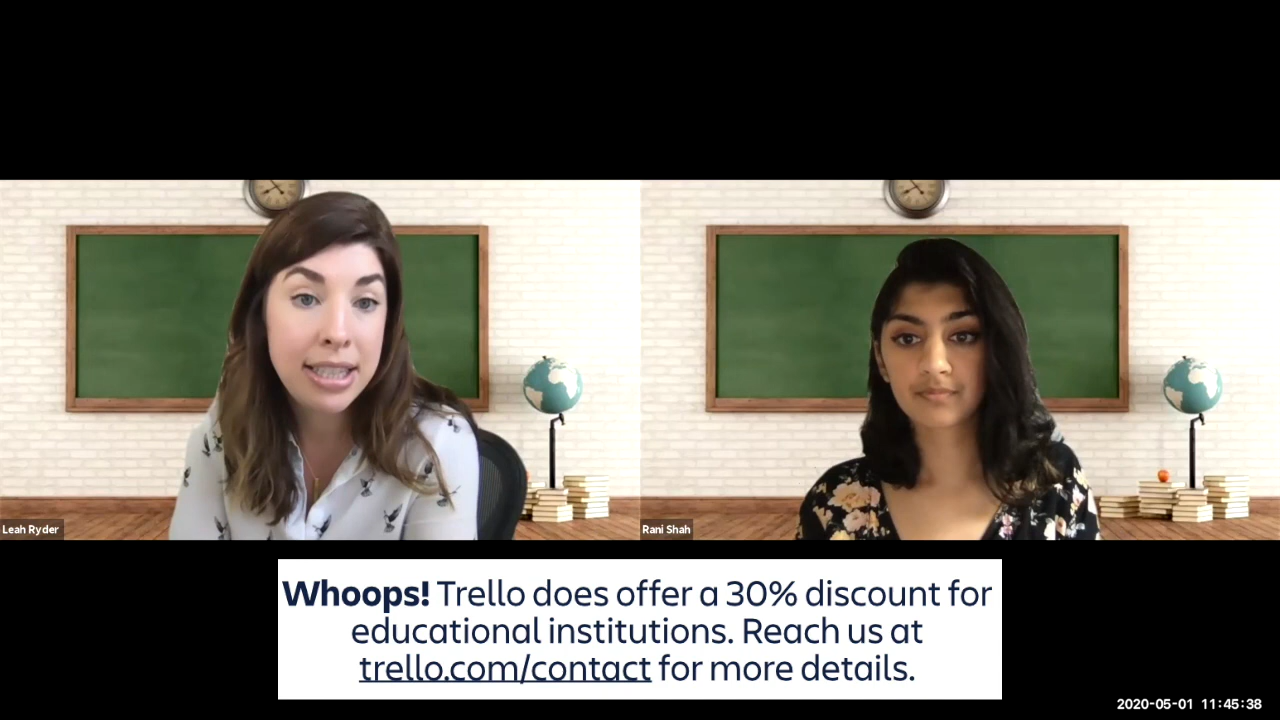 Leah Ryder
Rani Shah
Whoops! Trello does offer a 30% discount for
educational institutions. Reach us at
trello.com/contact for more details.
2020-05-01 11:45:38